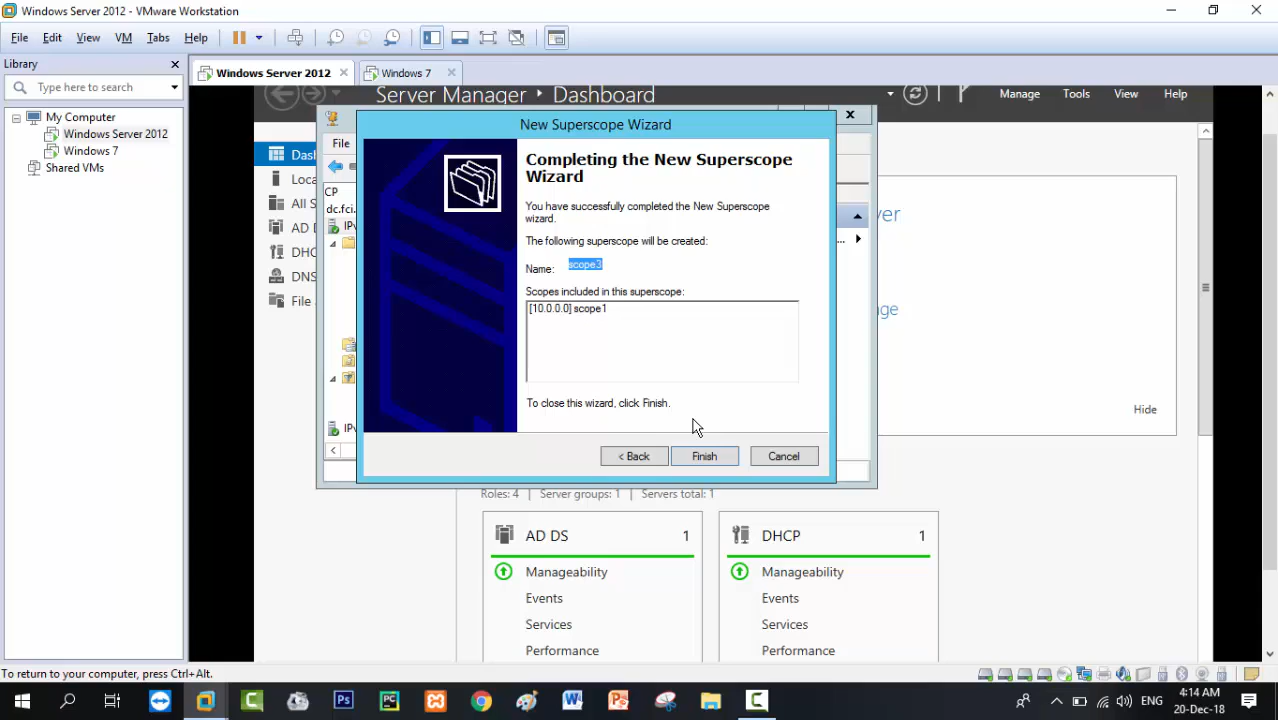 Windows Server 2012 - VMware Workstation
File Edit View VM Tabs Help
Library
Windows Server 2012
Windows 7
Type here to search
Server Manager
Dashboard
Manage Tools View Help
My Computer
Windows Server 2012
Windows 7
Shared VMs
File
New Superscope Wizard
Completing the New Superscope
Wizard
You have successfully completed the New Superscope
wizard.
The following superscope will be created:
Name: scope3
Scopes included in this superscope:
[10.0.0.0] scope1
To close this wizard, click Finish.
< Back Finish Cancel
Das
Loca
CP
All S
dc.fci.
IPv
AD
DHC
DNS
File
IPv
...
ver
ge
Hide
Roles: 4 | Server groups: 1 | Servers total: 1
AD DS 1
DHCP 1
Manageability
Manageability
Events
Events
Services
Services
Performance
Performance
To return to your computer, press Ctrl+Alt.
ENG
4:14 AM
20-Dec-18